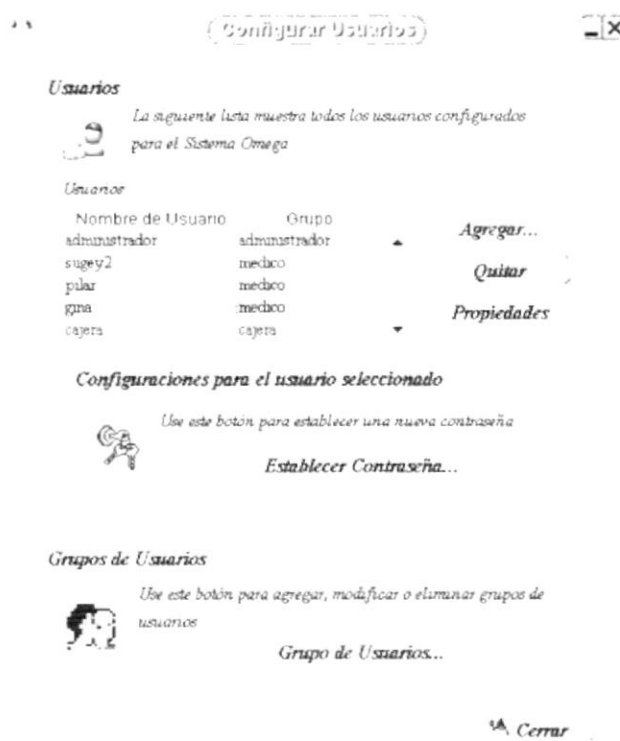 Configurar Usuarios
Usuarios
La siguiente lista muestra todos los usuarios configurados
para el Sistema Omega
Usuarios
Nombre de Usuario Grupo
administrador administrador
sugey2 medico
pilar medico
gina medico
cajera cajera
Agregar...
Quitar
Propiedades
Configuraciones para el usuario seleccionado
Use este botón para establecer una nueva contraseña
Establecer Contraseña...
Grupos de Usuarios
Use este botón para agregar, modificar o eliminar grupos de
usuarios
Grupo de Usuarios...
Cerrar